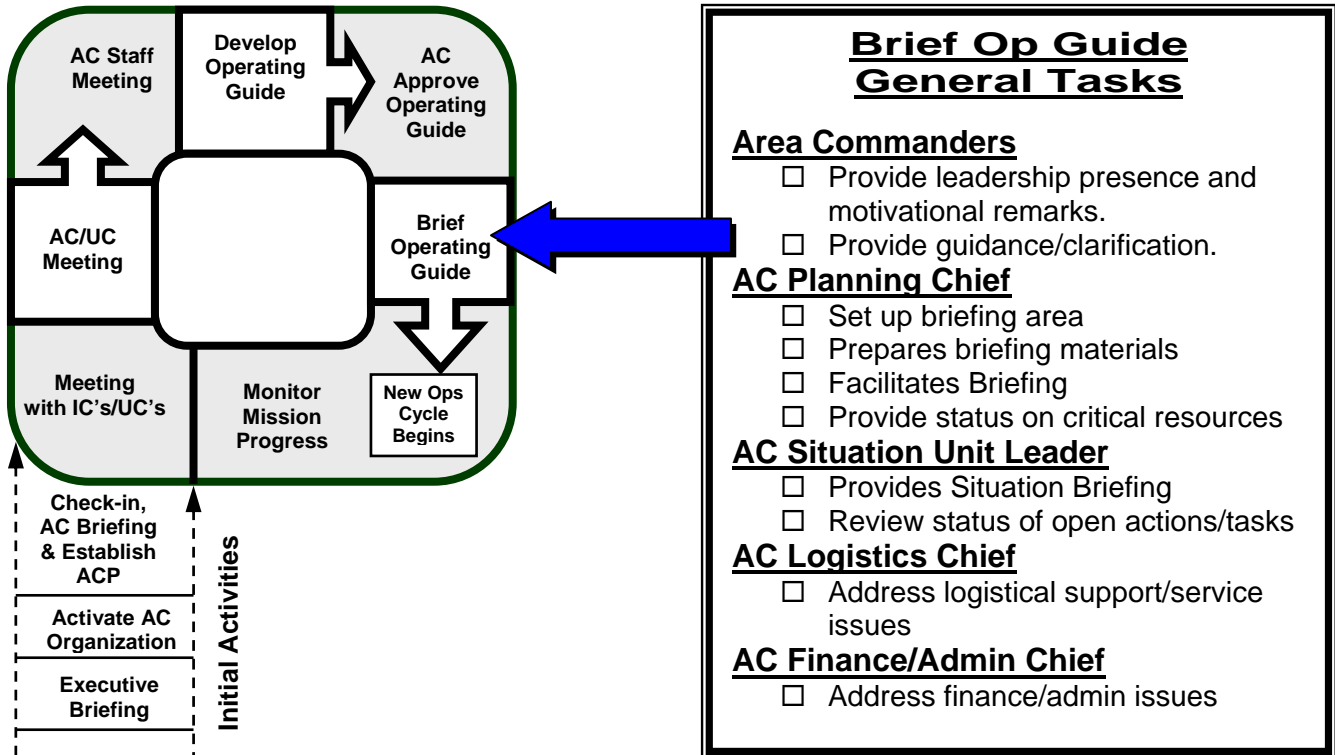 AC Staff
Meeting
Develop
Operating
Guide
AC
Approve
Operating
Guide
AC/UC
Meeting
Brief
Operating
Guide
Meeting
with IC's/UC's
Monitor
Mission
Progress
New Ops
Cycle
Begins
Check-in,
AC Briefing
& Establish
ACP
Activate AC
Organization
Executive
Briefing
Initial Activities
Brief Op Guide
General Tasks
Area Commanders
□ Provide leadership presence and
motivational remarks.
□ Provide guidance/clarification.
AC Planning Chief
□ Set up briefing area
□ Prepares briefing materials
□ Facilitates Briefing
□ Provide status on critical resources
AC Situation Unit Leader
□ Provides Situation Briefing
□ Review status of open actions/tasks
AC Logistics Chief
□ Address logistical support/service
issues
AC Finance/Admin Chief
□ Address finance/admin issues